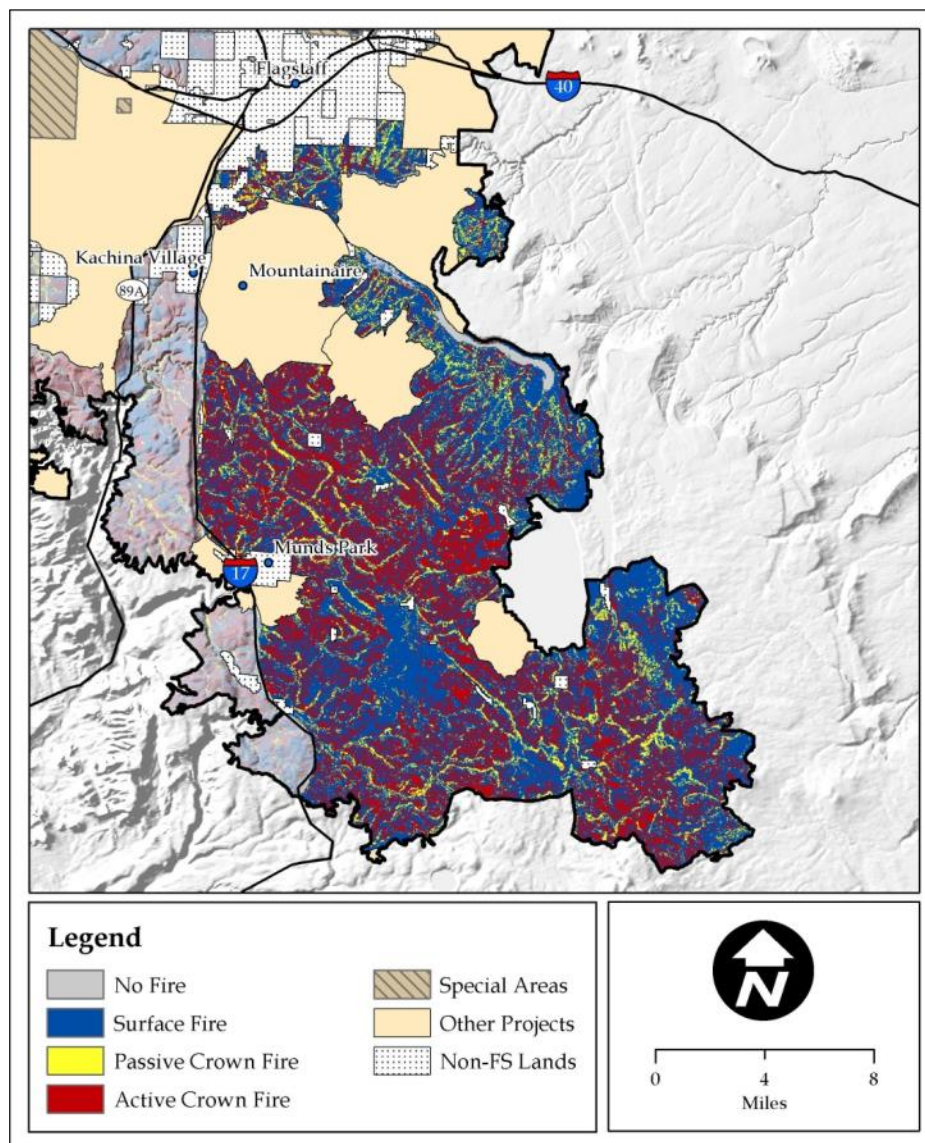 Flagstaff
40
Kachina Village
Mountainaire
89A
Munds Park
17
Legend
No Fire
Surface Fire
Passive Crown Fire
Active Crown Fire
Special Areas
Other Projects
Non-FS Lands
N
0 4 8
Miles